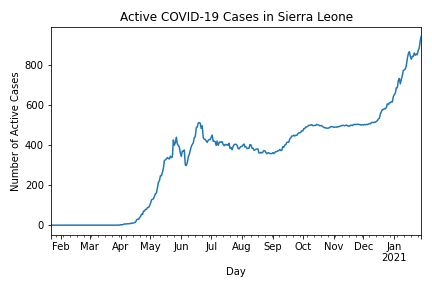 Active COVID-19 Cases in Sierra Leone
Number of Active Cases
800
600
400
200
0
Feb Mar Apr May Jun Jul Aug Sep Oct Nov Dec Jan
2021
Day